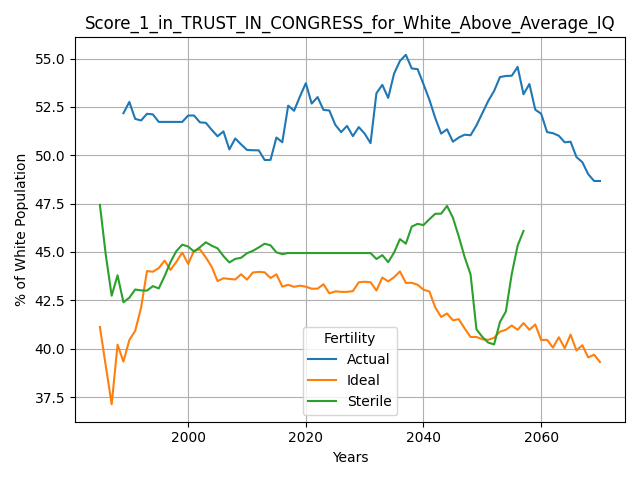 Score_1_in_TRUST_IN_CONGRESS_for_White_Above_Average_IQ
% of White Population
55.0
52.5
50.0
47.5
45.0
42.5
40.0
37.5
Fertility
Actual
Ideal
Sterile
2000
2020
2040
2060
Years